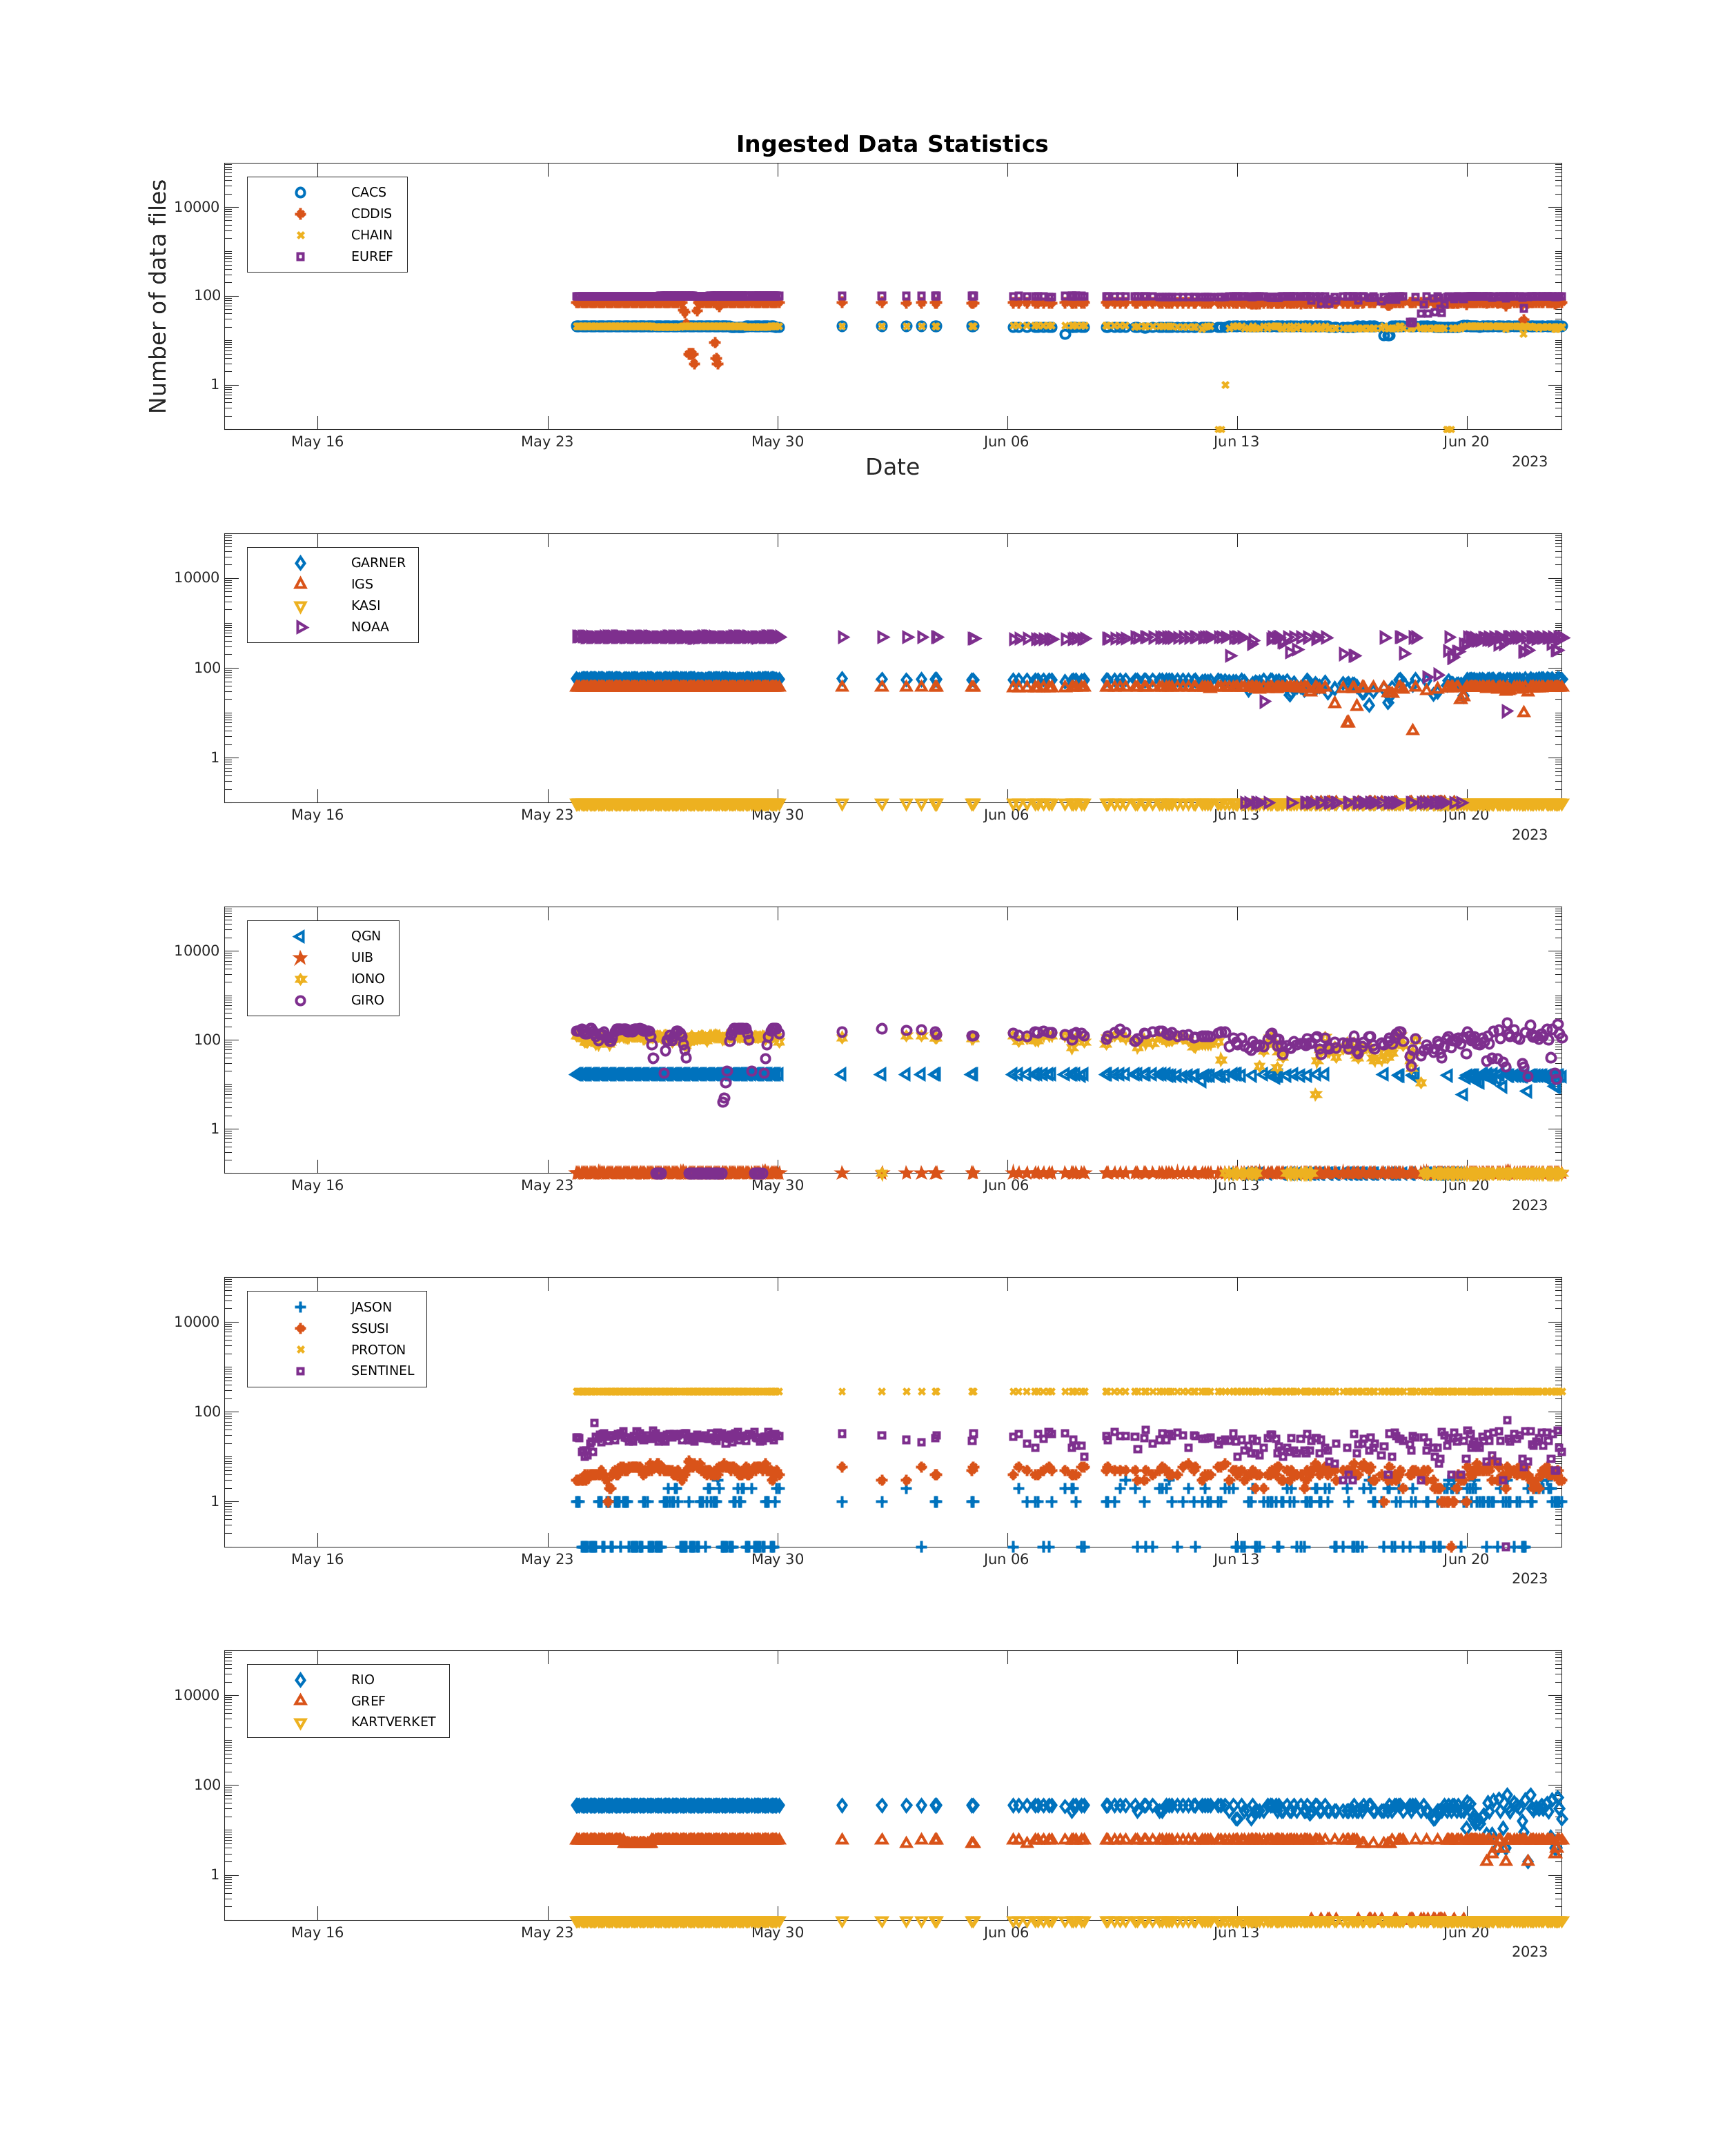 Ingested Data Statistics
Number of data files
CACS
CDDIS
CHAIN
EUREF
10000
100
1
May 16 May 23 May 30 Jun 06 Jun 13 Jun 20
2023
Date
GARNER
IGS
KASI
NOAA
10000
100
1
May 16 May 23 May 30 Jun 06 Jun 13 Jun 20
2023
QGN
UIB
IONO
GIRO
10000
100
1
May 16 May 23 May 30 Jun 06 Jun 13 Jun 20
2023
JASON
SSUSI
PROTON
SENTINEL
10000
100
1
May 16 May 23 May 30 Jun 06 Jun 13 Jun 20
2023
RIO
GREF
KARTVERKET
10000
100
1
May 16 May 23 May 30 Jun 06 Jun 13 Jun 20
2023